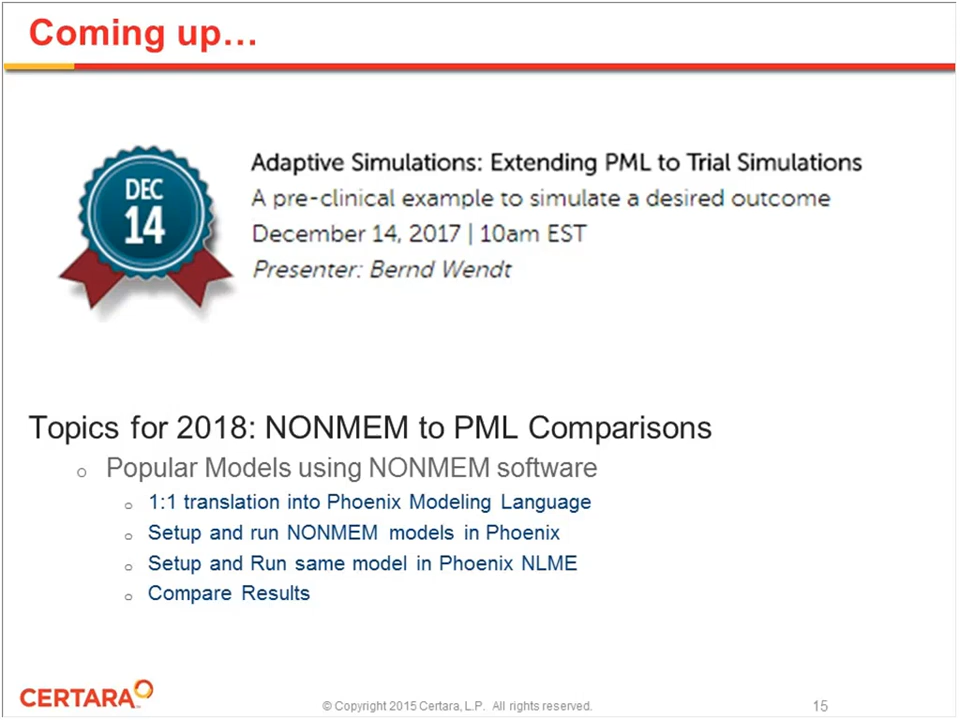 Coming up…
DEC
14
Adaptive Simulations: Extending PML to Trial Simulations
A pre-clinical example to simulate a desired outcome
December 14, 2017 | 10am EST
Presenter: Bernd Wendt
Topics for 2018: NONMEM to PML Comparisons
o Popular Models using NONMEM software
o 1:1 translation into Phoenix Modeling Language
o Setup and run NONMEM models in Phoenix
o Setup and Run same model in Phoenix NLME
o Compare Results
CERTARA
© Copyright 2015 Certara, L.P. All rights reserved.
15